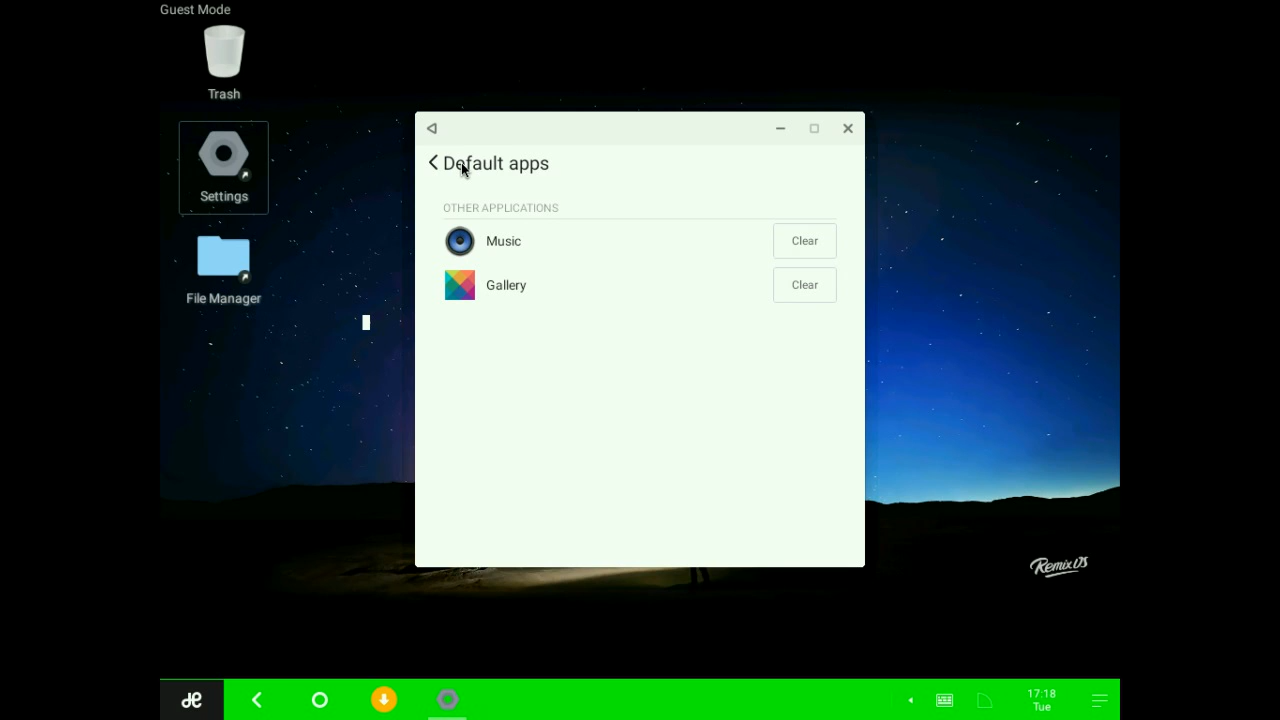 Guest Mode
Trash
Settings
File Manager
Default apps
OTHER APPLICATIONS
Music
Clear
Gallery
Clear
Remix OS
17:18
Tue